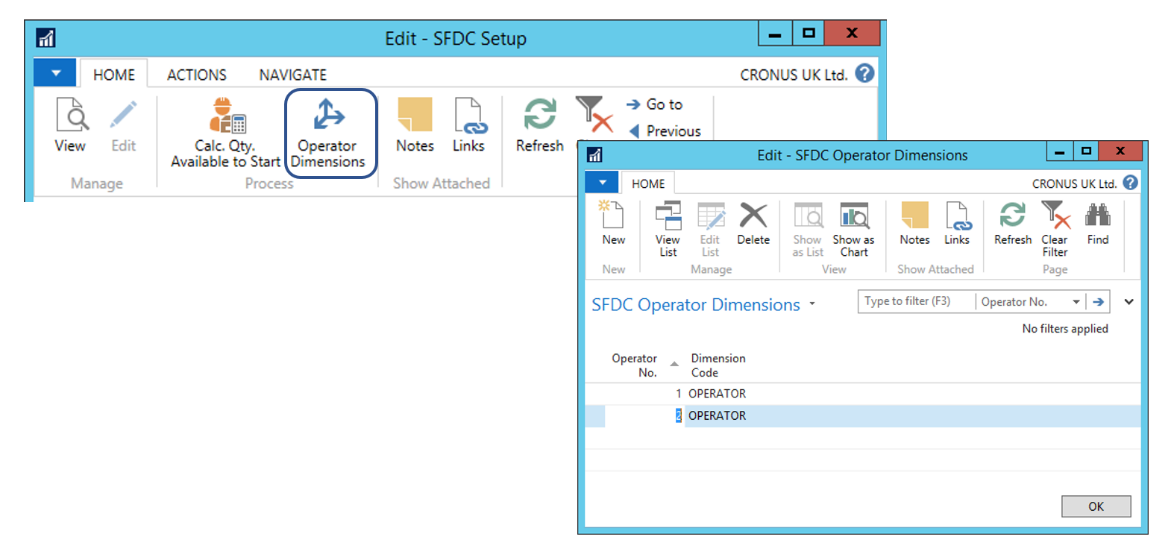 Edit - SFDC Setup
HOME ACTIONS NAVIGATE CRONUS UK Ltd.
Go to
Previous
View Edit Calc. Qty. Operator Notes Links Refresh
Available to Start Dimensions
Manage Process Show Attached
Edit - SFDC Operator Dimensions
HOME CRONUS UK Ltd.
New View Edit Delete Show Show as Notes Links Refresh Clear Find
List List as List Chart Filter
New Manage View Show Attached Page
SFDC Operator Dimensions Type to filter (F3) Operator No.
No filters applied
Operator Dimension
No. Code
1 OPERATOR
2 OPERATOR
OK